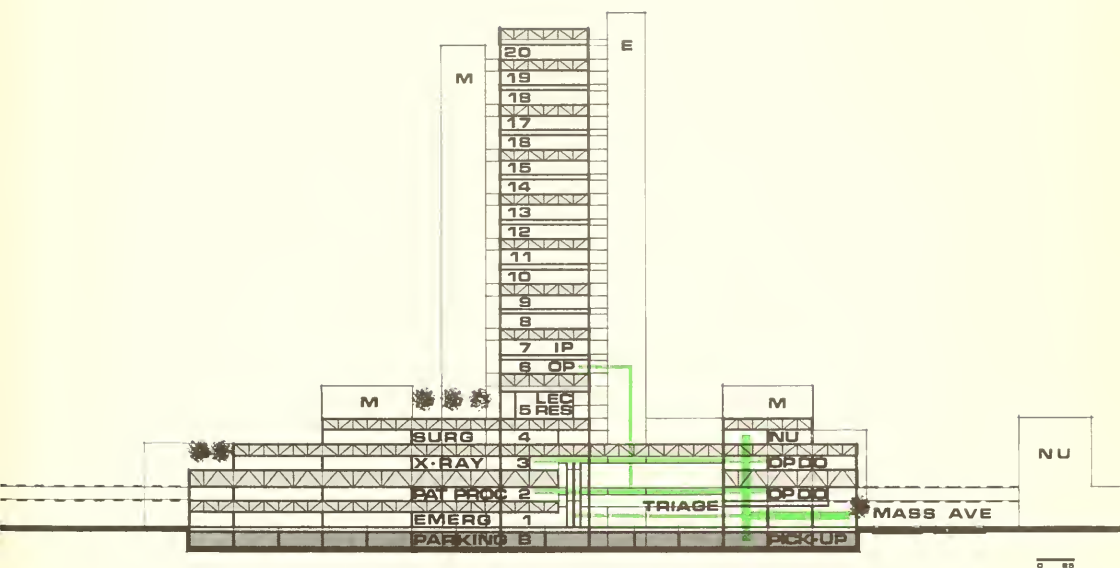 E
20
M
19
18
17
16
15
14
13
12
11
10
9
8
7 IP
6 OP
M
LEC
5 RES
M
SURG 4
NU
NU
X-RAY 3
OPDD
PAT PROC 2
OPDD
TRIAGE
MASS AVE
EMERG 1
PARKING B
PICK-UP